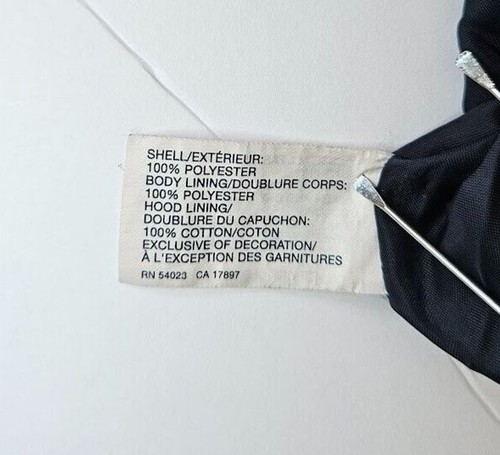 SHELL/EXTÉRIEUR:
100% POLYESTER
BODY LINING/DOUBLURE CORPS:
100% POLYESTER
HOOD LINING/
DOUBLURE DU CAPUCHON:
100% COTTON/COTON
EXCLUSIVE OF DECORATION/
À L'EXCEPTION DES GARNITURES
RN 54023 CA 17897